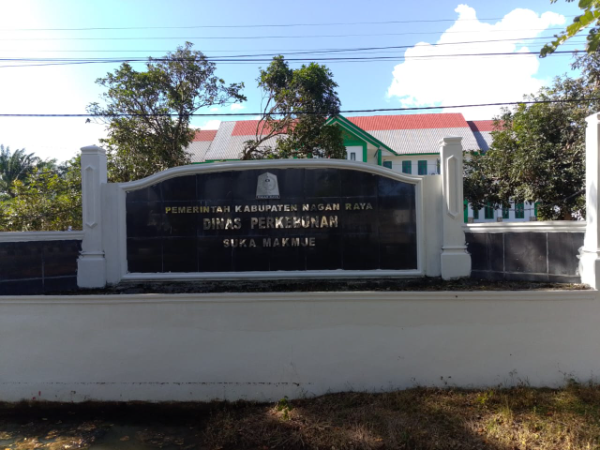 PEMERINTAH KABUPATEN NAGAN RAYA
DINAS PERKEBUNAN
SUKA MAKMUE